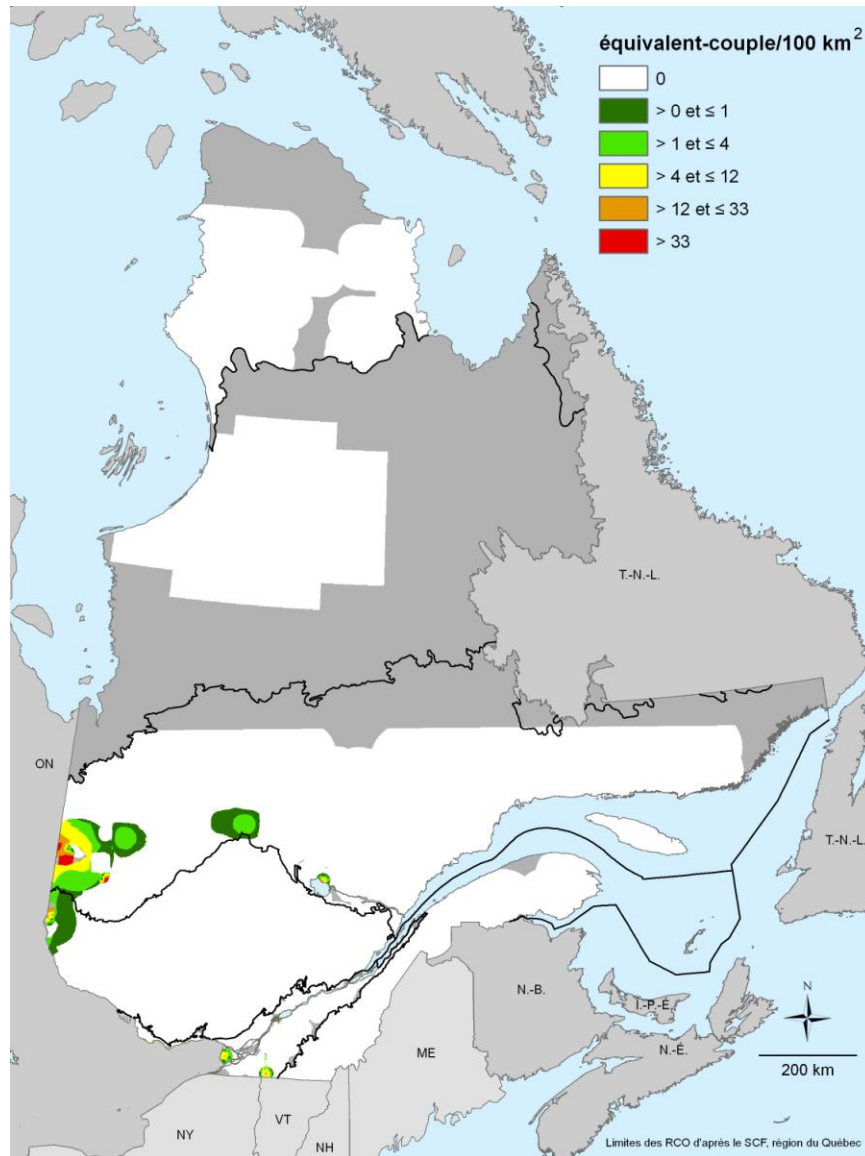 équivalent-couple/100 km²
0
> 0 et ≤ 1
> 1 et ≤ 4
> 4 et ≤ 12
> 12 et ≤ 33
> 33
T.-N.-L.
ON
T.-N.-L.
N.-B.
Î.-P.-É.
N
ME
N.-É.
200 km
NY
VT
NH
Limites des RCO d'après le SCF, région du Québec